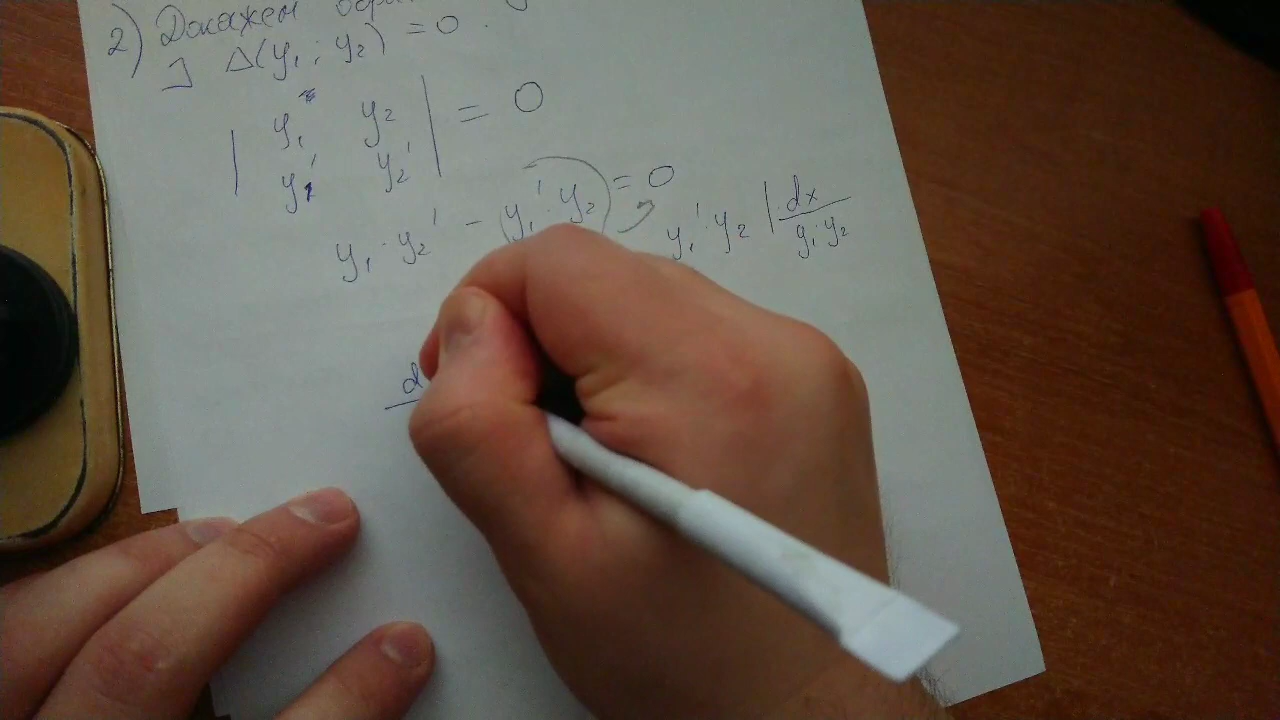 2) Докажем
] Δ(y₁; y₂) = 0.
| y₁ y₂ |
| y₁' y₂' | = 0
y₁ · y₂' - (y₁' · y₂) = 0
y₁' · y₂ | dx / y₁ · y₂
d